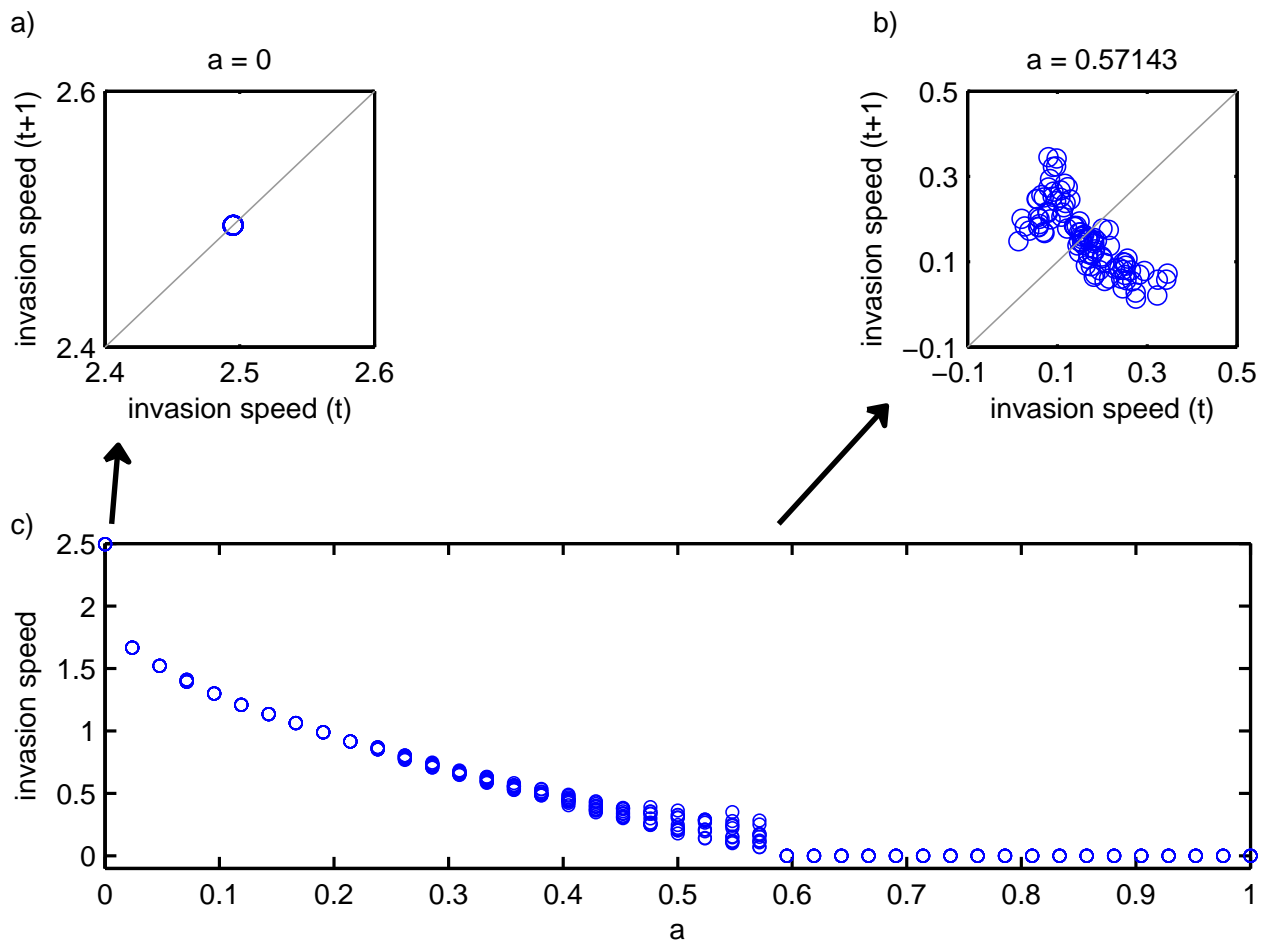 a)
a = 0
2.6
invasion speed (t+1)
2.4
2.4 2.5 2.6
invasion speed (t)
b)
a = 0.57143
0.5
0.3
0.1
−0.1
invasion speed (t+1)
−0.1 0.1 0.3 0.5
invasion speed (t)
c)
2.5
2
1.5
1
0.5
0
invasion speed
0 0.1 0.2 0.3 0.4 0.5 0.6 0.7 0.8 0.9 1
a